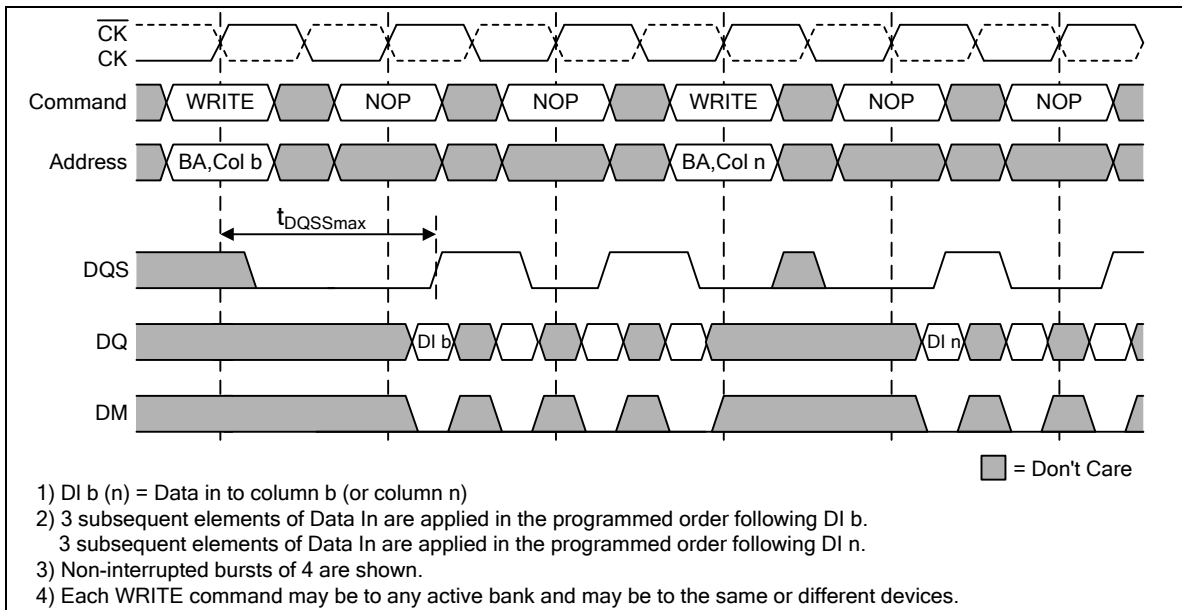 CK
CK
Command WRITE NOP NOP WRITE NOP NOP
Address BA,Col b BA,Col n
tDQSSmax
DQS
DQ DI b DI n
DM
= Don't Care
1) DI b (n) = Data in to column b (or column n)
2) 3 subsequent elements of Data In are applied in the programmed order following DI b.
3 subsequent elements of Data In are applied in the programmed order following DI n.
3) Non-interrupted bursts of 4 are shown.
4) Each WRITE command may be to any active bank and may be to the same or different devices.